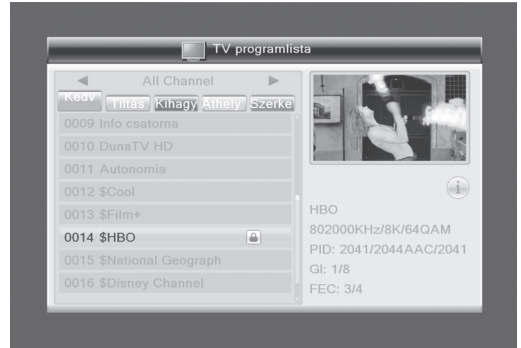 TV programlista
All Channel
Kedv Tiltás Kihagy Áthely Szerke
0009 Info csatorna
0010 DunaTV HD
0011 Autonomia
0012 $Cool
0013 $Film+
0014 $HBO
0015 $National Geograph
0016 $Disney Channel
i
HBO
802000KHz/8K/64QAM
PID: 2041/2044AAC/2041
GI: 1/8
FEC: 3/4